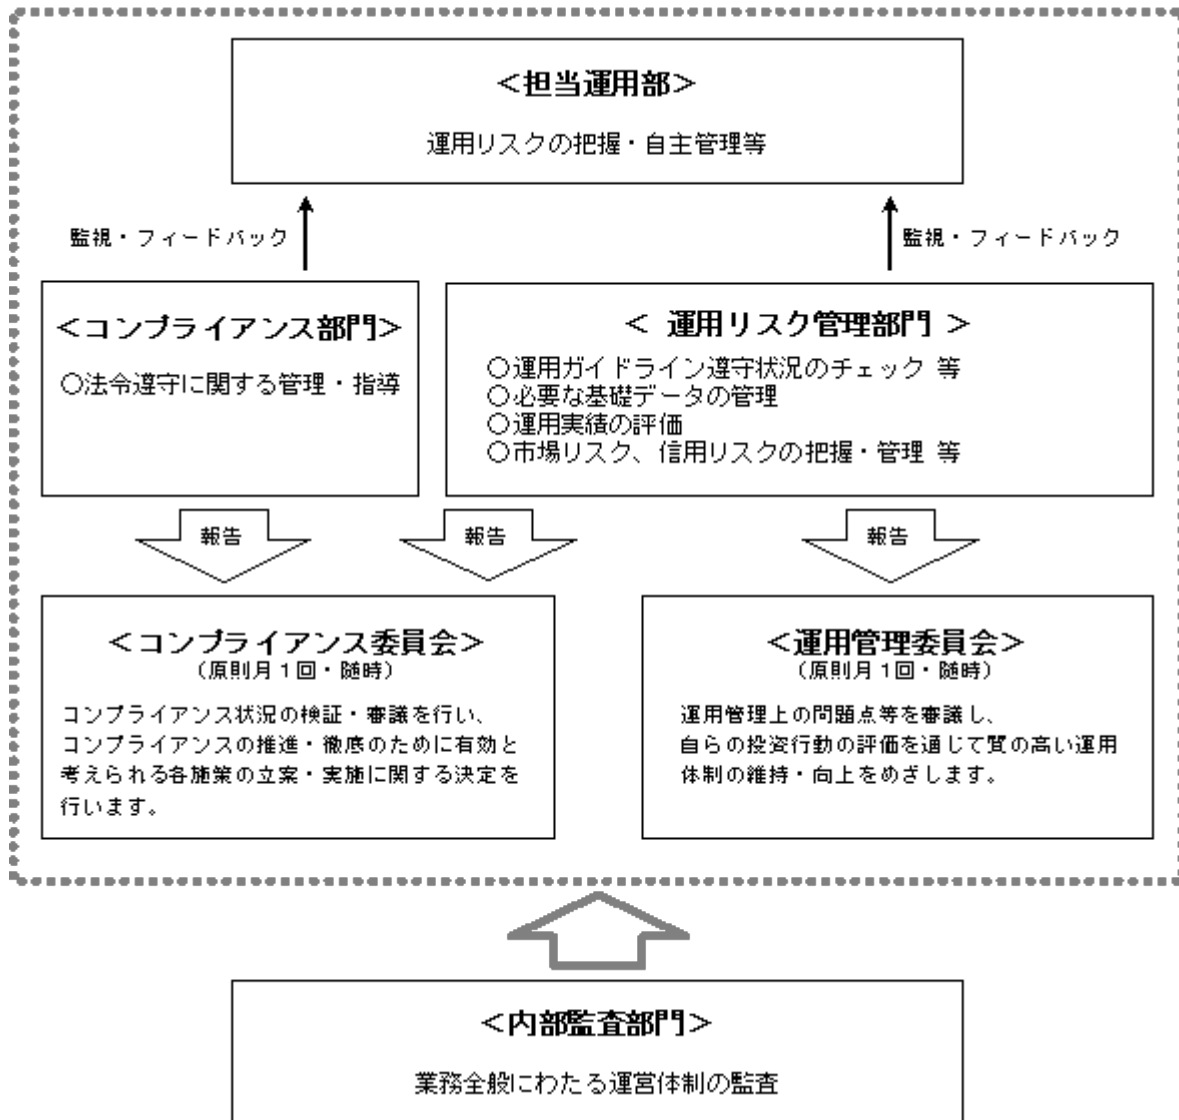 ＜担当運用部＞
運用リスクの把握・自主管理等
監視・フィードバック
監視・フィードバック
＜コンプライアンス部門＞
○法令遵守に関する管理・指導
＜ 運用リスク管理部門 ＞
○運用ガイドライン遵守状況のチェック 等
○必要な基礎データの管理
○運用実績の評価
○市場リスク、信用リスクの把握・管理 等
報告
報告
報告
＜コンプライアンス委員会＞
（原則月１回・随時）
コンプライアンス状況の検証・審議を行い、
コンプライアンスの推進・徹底のために有効と
考えられる各施策の立案・実施に関する決定を
行います。
＜運用管理委員会＞
（原則月１回・随時）
運用管理上の問題点等を審議し、
自らの投資行動の評価を通じて質の高い運用
体制の維持・向上をめざします。
＜内部監査部門＞
業務全般にわたる運営体制の監査